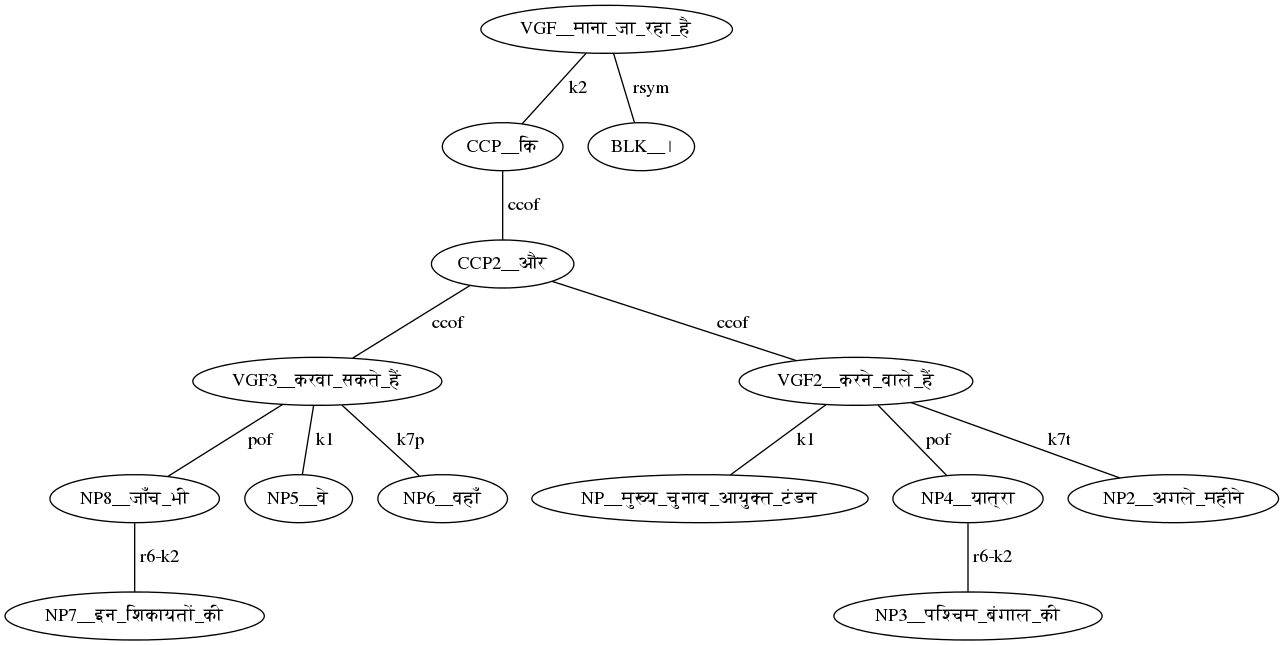 VGF__माना_जा_रहा_है
k2 rsym
CCP__कि BLK__।
ccof
CCP2__और
ccof ccof
VGF3__करवा_सकते_हैं VGF2__करने_वाले_हैं
pof k1 k7p k1 pof k7t
NP8__जाँच_भी NP5__वे NP6__वहाँ NP__मुख्य_चुनाव_आयुक्त_टंडन NP4__यात्रा NP2__अगले_महीने
r6-k2 r6-k2
NP7__इन_शिकायतों_की NP3__पश्चिम_बंगाल_की